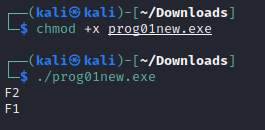 ┌──(kali㉿kali)-[~/Downloads]
└─$ chmod +x prog01new.exe
┌──(kali㉿kali)-[~/Downloads]
└─$ ./prog01new.exe
F2
F1